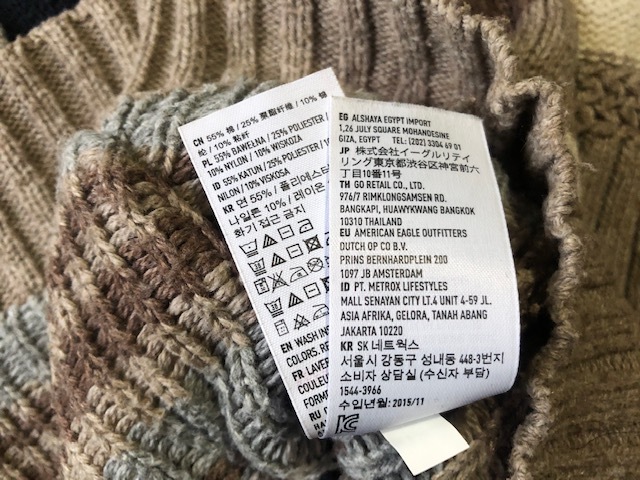 CN 55% 棉 / 25% 聚酯纤维 / 10% 锦
纶 / 10% 粘纤
PL 55% BAWEŁNA / 25% POLIESTER /
10% NYLON / 10% WISKOZA
ID 55% KATUN / 25% POLIESTER / 10%
NILON / 10% VISKOSA
KR 면 55% / 폴리에스터
나일론 10% / 레이온
화기 접근 금지
EN WASH
COLORS.
FR
COULEU
RU
EG ALSHAYA EGYPT IMPORT
1,26 JULY SQUARE MOHANDESINE
GIZA, EGYPT TEL: (202) 3304 69 01
JP 株式会社イーグルリテイ
リング東京都渋谷区神宮前六
丁目10番11号
TH GO RETAIL CO., LTD.
976/7 RIMKLONGSAMSEN RD.
BANGKAPI, HUAWYKWANG BANGKOK
10310 THAILAND
EU AMERICAN EAGLE OUTFITTERS
DUTCH OP CO B.V.
PRINS BERNHARDPLEIN 200
1097 JB AMSTERDAM
ID PT. METROX LIFESTYLES
MALL SENAYAN CITY LT.4 UNIT 4-59 JL.
ASIA AFRIKA, GELORA, TANAH ABANG
JAKARTA 10220
KR SK 네트웍스
서울시 강동구 성내동 448-3번지
소비자 상담실 (수신자 부담)
1544-3966
수입년월: 2015/11